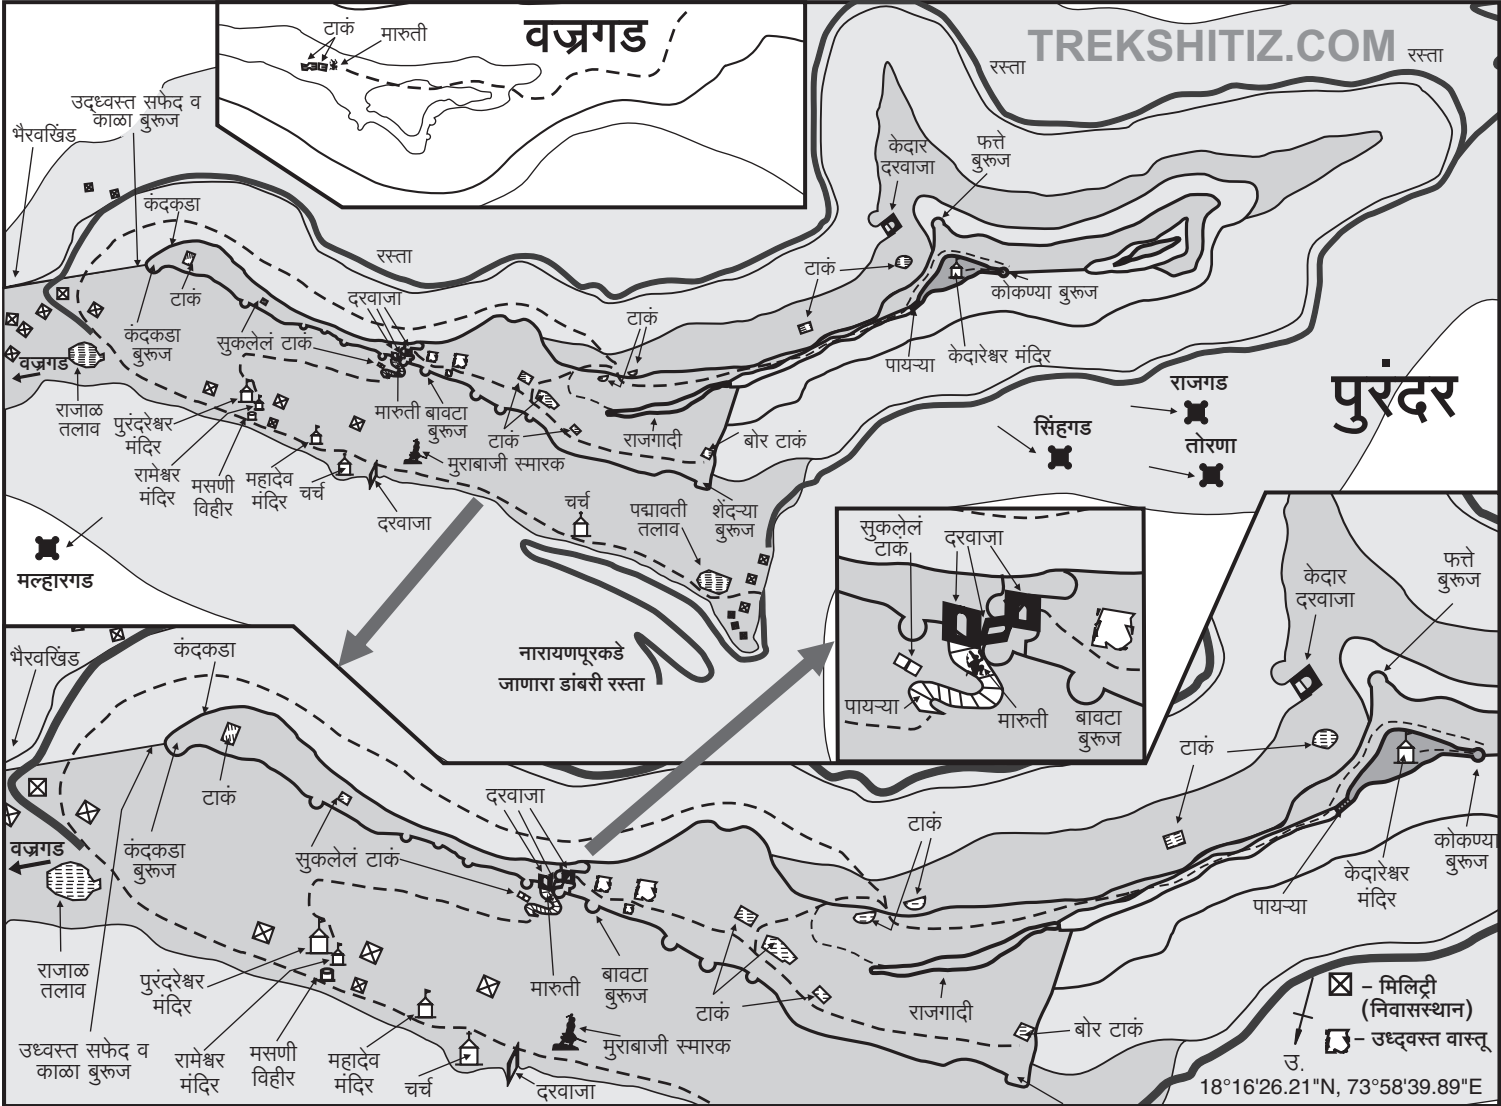 टाकं
मारुती
वज्रगड
TREKSHITIZ.COM
रस्ता
रस्ता
उद्ध्वस्त सफेद व
काळा बुरूज
भैरवखिंड
कंदकडा
रस्ता
केदार
दरवाजा
फत्ते
बुरूज
टाकं
कोकण्या बुरूज
टाकं
दरवाजा
टाकं
कंदकडा
बुरूज
सुकलेलं टाकं
वज्रगड
पायऱ्या
केदारेश्वर मंदिर
राजगड
पुरंदर
सिंहगड
तोरणा
राजाळ
तलाव
पुरंदरेश्वर
मंदिर
मारुती
बावटा
बुरूज
टाकं
राजगादी
बोर टाकं
रामेश्वर
मंदिर
मसणी
विहीर
महादेव
मंदिर
चर्च
मुराबाजी स्मारक
दरवाजा
चर्च
पद्मावती
तलाव
शेंदऱ्या
बुरूज
मल्हारगड
नारायणपूरकडे
जाणारा डांबरी रस्ता
सुकलेलं
टाकं
दरवाजा
पायऱ्या
मारुती
बावटा
बुरूज
फत्ते
बुरूज
केदार
दरवाजा
भैरवखिंड
कंदकडा
टाकं
टाकं
दरवाजा
टाकं
वज्रगड
कंदकडा
बुरूज
सुकलेलं टाकं
कोकण्या
बुरूज
केदारेश्वर
मंदिर
पायऱ्या
राजाळ
तलाव
पुरंदरेश्वर
मंदिर
मारुती
बावटा
बुरूज
टाकं
राजगादी
बोर टाकं
– मिलिट्री
(निवासस्थान)
– उध्द्वस्त वास्तू
उध्वस्त सफेद व
काळा बुरूज
रामेश्वर
मंदिर
मसणी
विहीर
महादेव
मंदिर
चर्च
मुराबाजी स्मारक
दरवाजा
उ.
18°16'26.21"N, 73°58'39.89"E